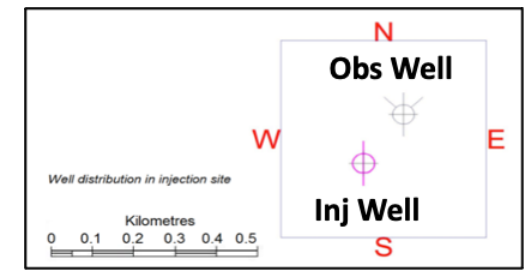 N
Obs Well
W
E
Well distribution in injection site
Inj Well
Kilometres
0 0.1 0.2 0.3 0.4 0.5
S